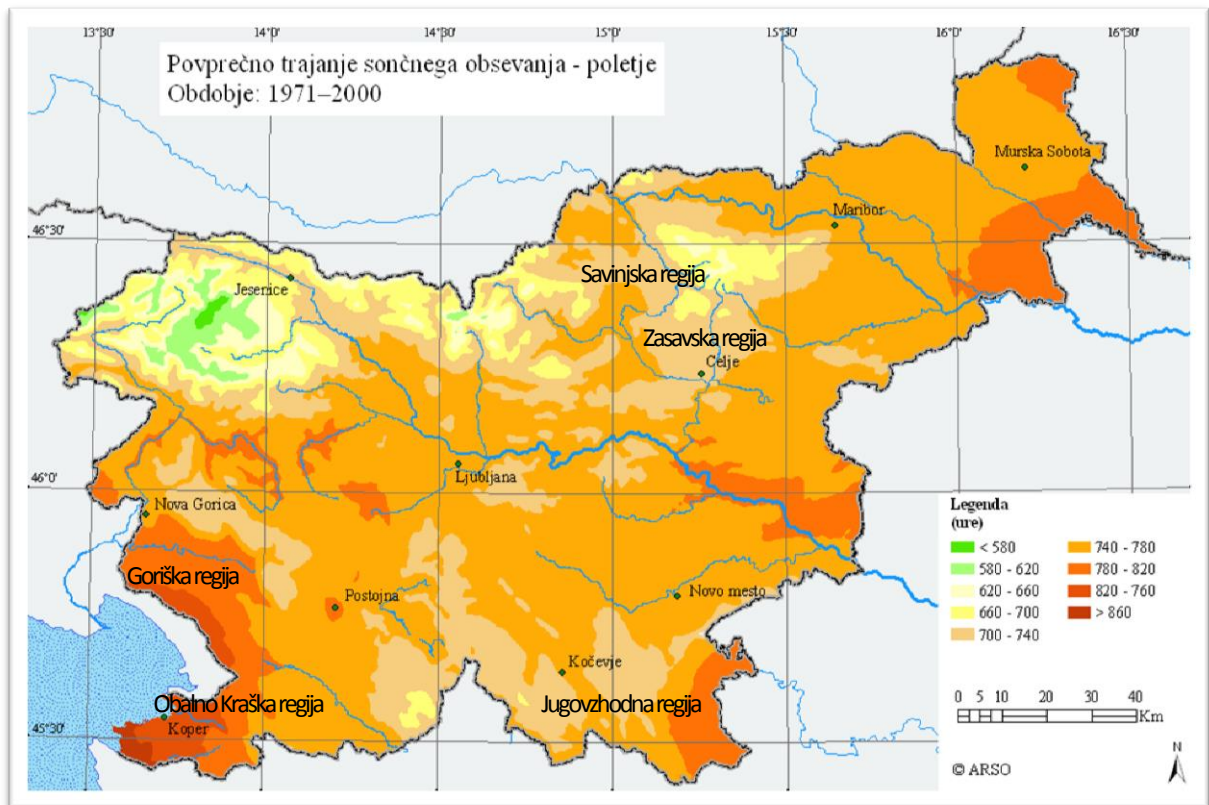 13°30' 14°0' 14°30' 15°0' 15°30' 16°0' 16°30'
Povprečno trajanje sončnega obsevanja - poletje
Obdobje: 1971–2000
Murska Sobota
Maribor
46°30'
Savinjska regija
Jesenice
Zasavska regija
Celje
46°0'
Ljubljana
Nova Gorica
Goriška regija
Postojna
Novo mesto
Kočevje
Obalno Kraška regija
Jugovzhodna regija
Koper
45°30'
Legenda
(ure)
< 580
580 - 620
620 - 660
660 - 700
700 - 740
740 - 780
780 - 820
820 - 760
> 860
0 5 10 20 30 40
Km
N
© ARSO